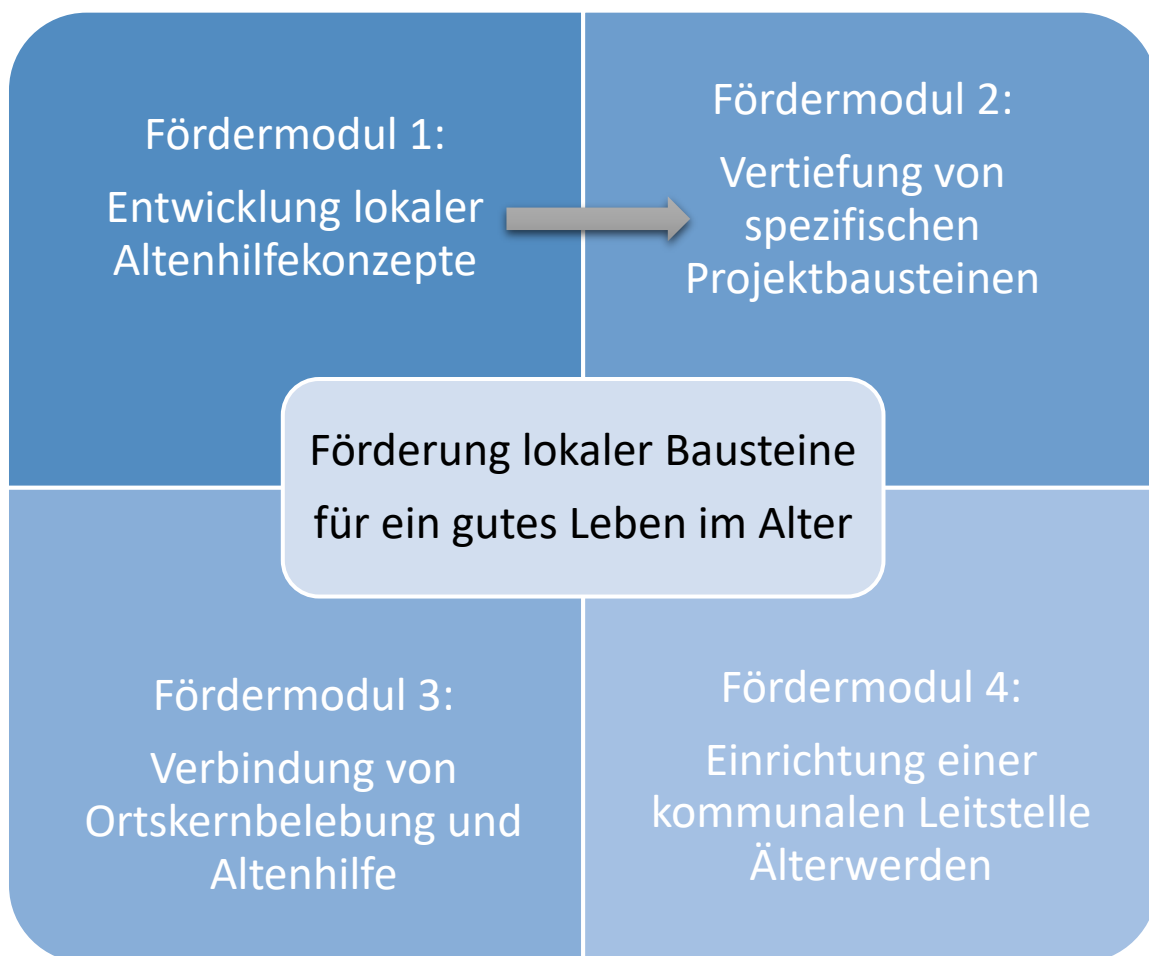 Fördermodul 1:
Entwicklung lokaler
Altenhilfekonzepte
Fördermodul 2:
Vertiefung von
spezifischen
Projektbausteinen
Förderung lokaler Bausteine
für ein gutes Leben im Alter
Fördermodul 3:
Verbindung von
Ortskernbelebung und
Altenhilfe
Fördermodul 4:
Einrichtung einer
kommunalen Leitstelle
Älterwerden